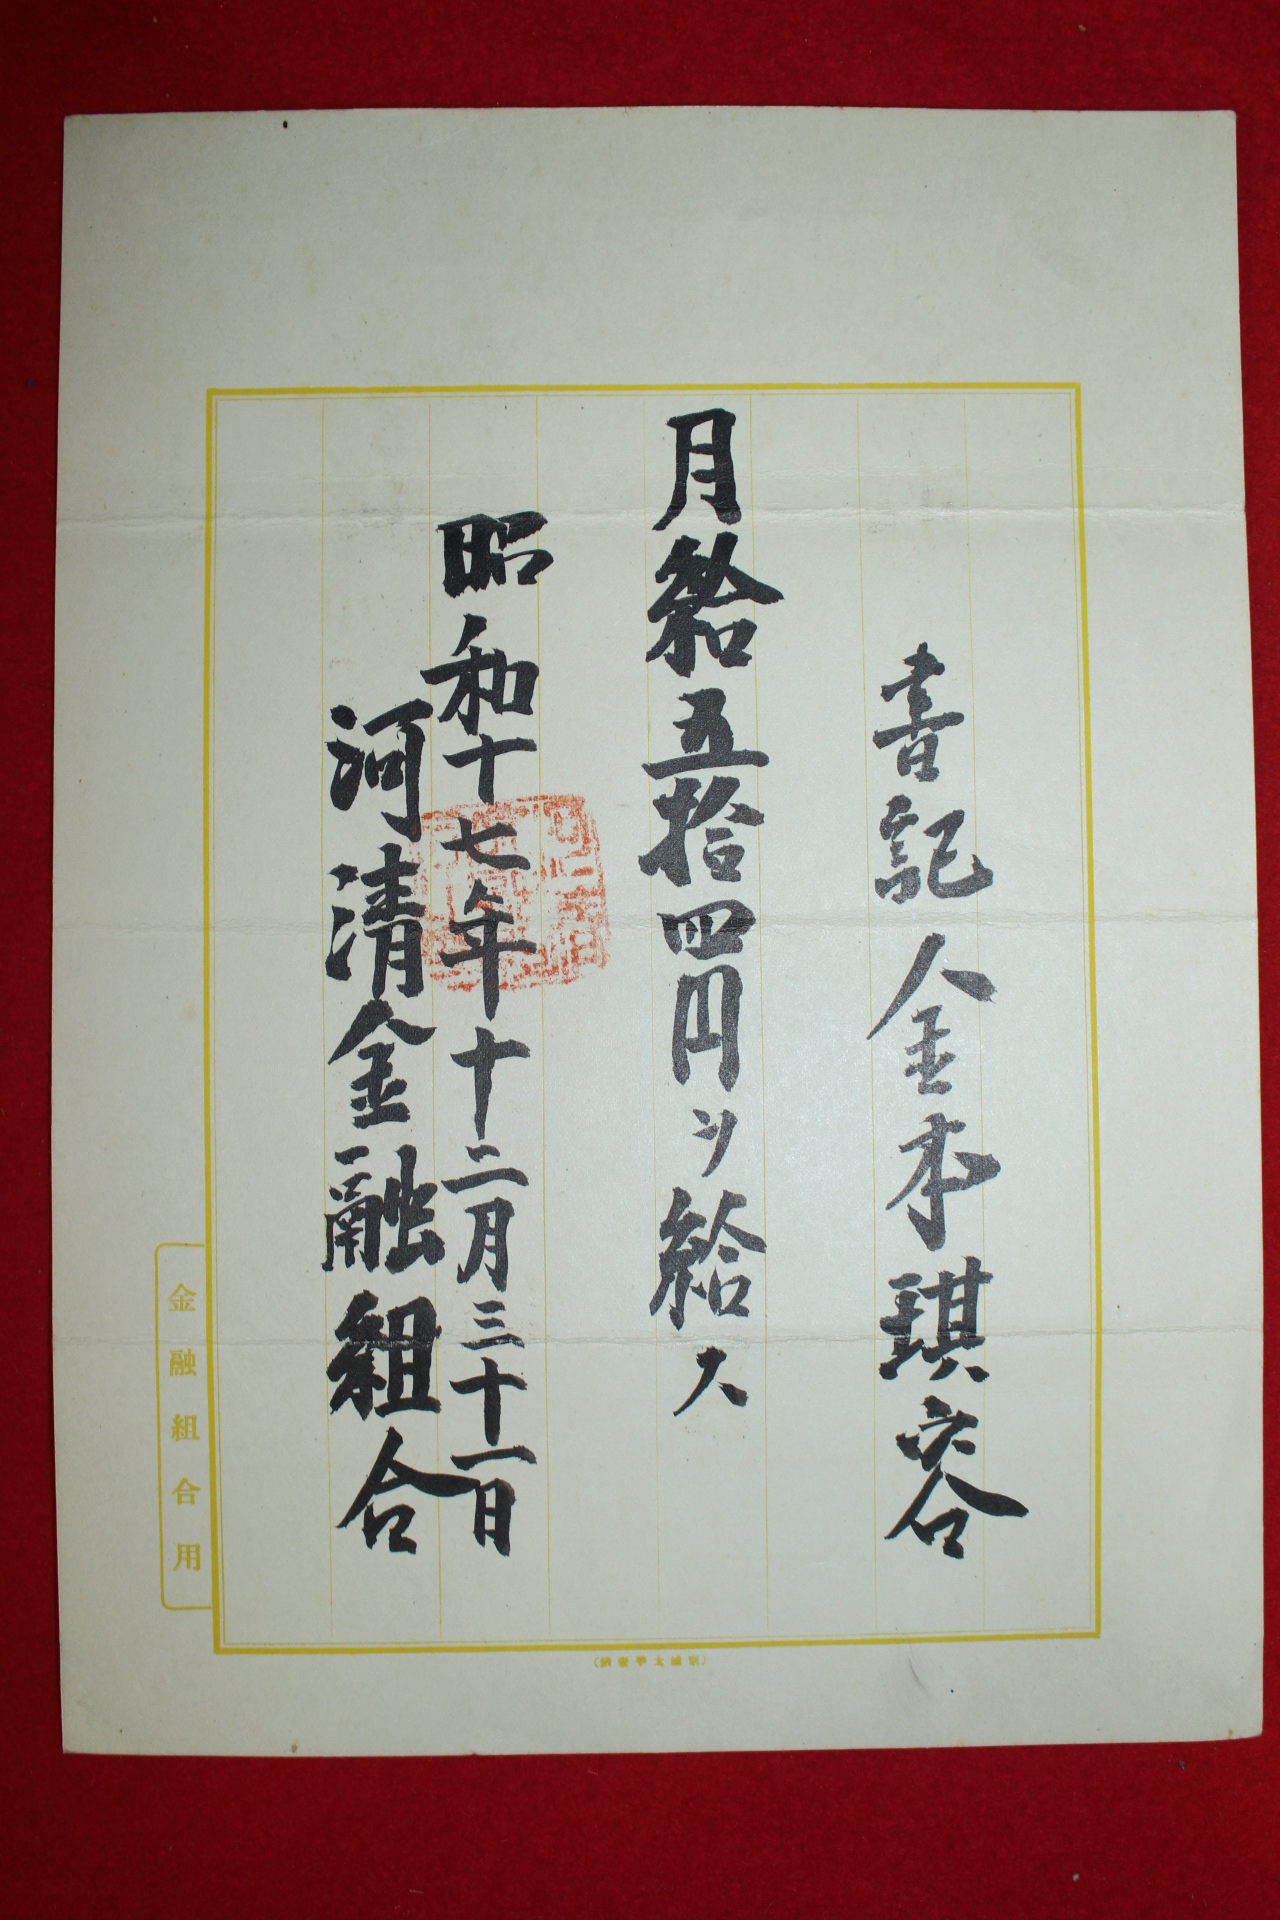 書記 金本琪容
月給五拾四円ヲ給ス
昭和十七年十二月三十一日
河清金融組合
金融組合用